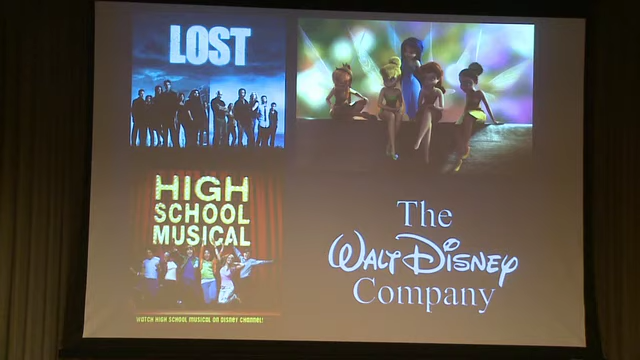 LOST
HIGH
SCHOOL
MUSICAL
WATCH HIGH SCHOOL MUSICAL ON DISNEY CHANNEL!
The
WALT DISNEY
Company